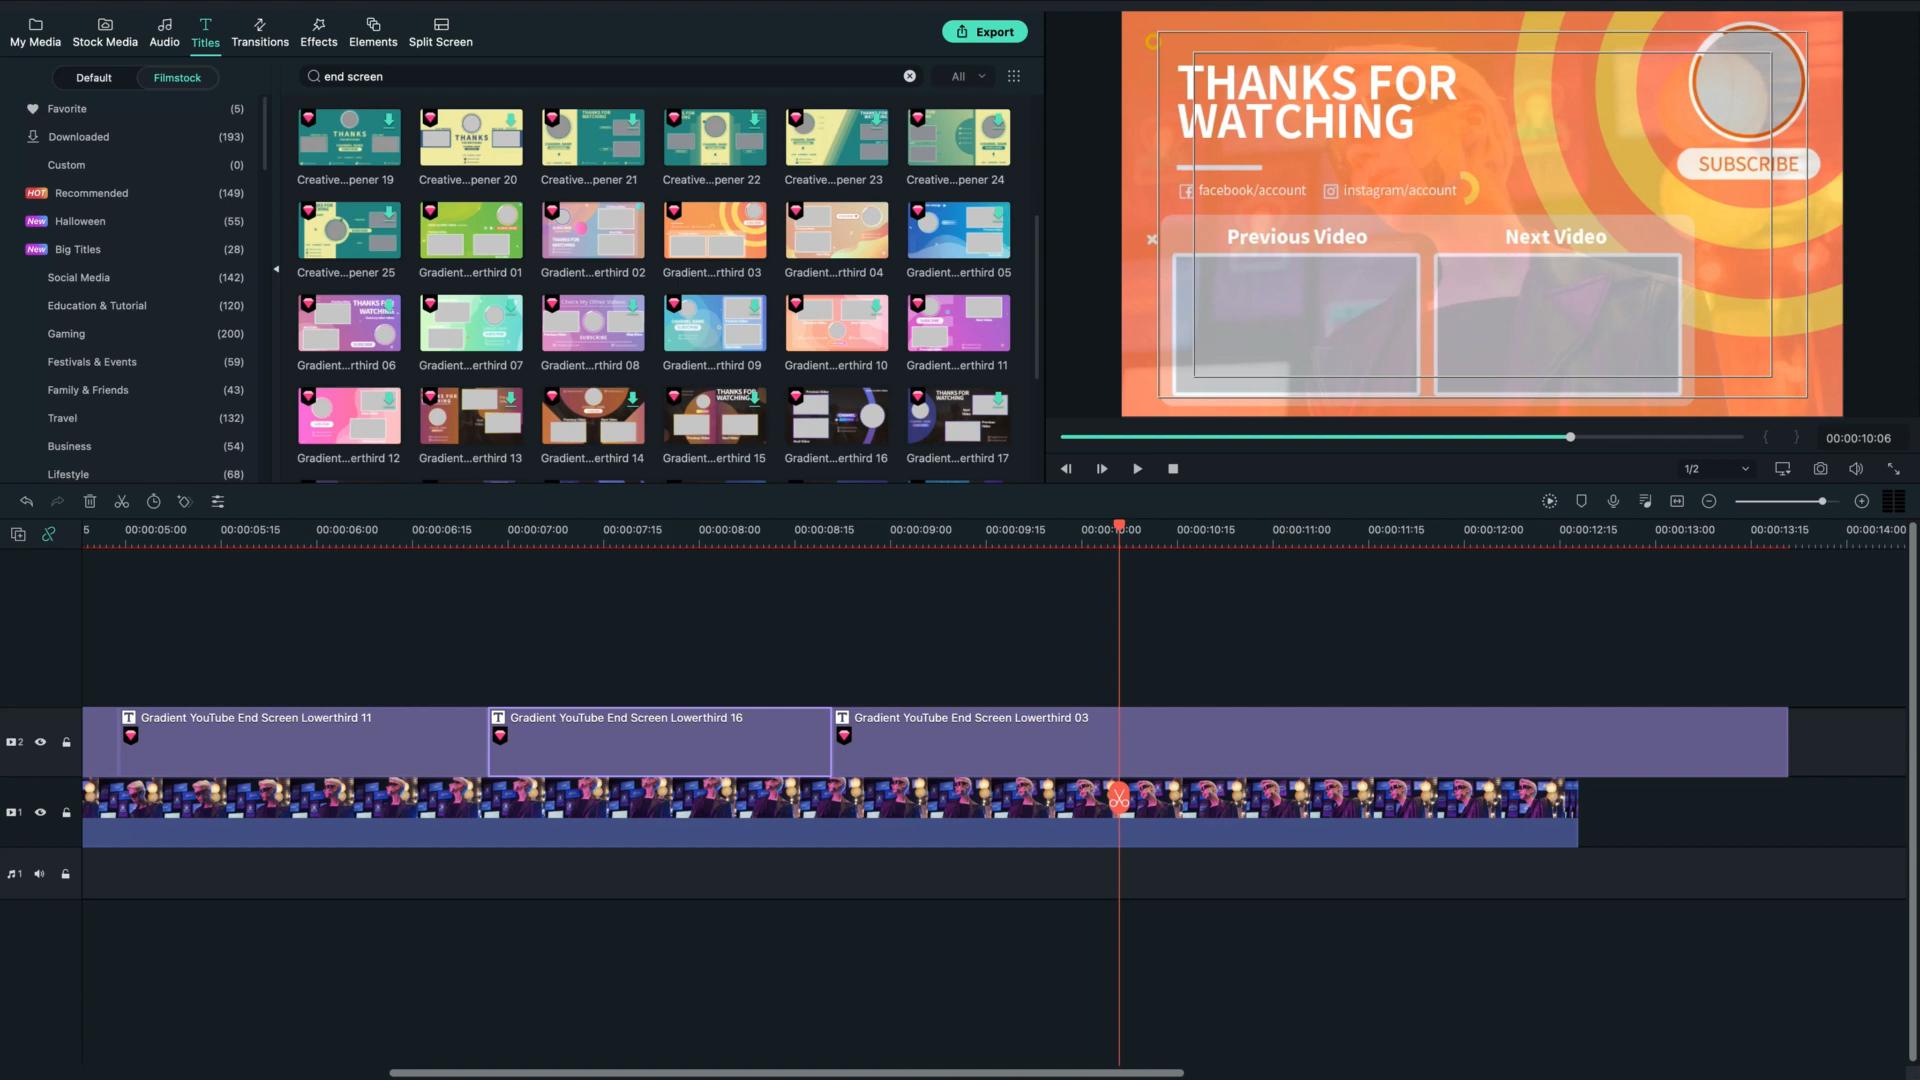 My Media
Stock Media
Audio
Titles
Transitions
Effects
Elements
Split Screen
Export
Default
Filmstock
end screen
All
Favorite (5)
Downloaded (193)
Custom (0)
HOT Recommended (149)
New Halloween (55)
New Big Titles (28)
Social Media (142)
Education & Tutorial (120)
Gaming (200)
Festivals & Events (59)
Family & Friends (43)
Travel (132)
Business (54)
Lifestyle (68)
Creative...pener 19
Creative...pener 20
Creative...pener 21
Creative...pener 22
Creative...pener 23
Creative...pener 24
Creative...pener 25
Gradient...erthird 01
Gradient...erthird 02
Gradient...rthird 03
Gradient...rthird 04
Gradient...erthird 05
Gradient...rthird 06
Gradient...erthird 07
Gradient...rthird 08
Gradient...erthird 09
Gradient...erthird 10
Gradient...erthird 11
Gradient...erthird 12
Gradient...erthird 13
Gradient...erthird 14
Gradient...erthird 15
Gradient...erthird 16
Gradient...erthird 17
THANKS FOR
WATCHING
SUBSCRIBE
facebook/account
instagram/account
Previous Video
Next Video
00:00:10:06
1/2
5
00:00:05:00
00:00:05:15
00:00:06:00
00:00:06:15
00:00:07:00
00:00:07:15
00:00:08:00
00:00:08:15
00:00:09:00
00:00:09:15
00:00:10:00
00:00:10:15
00:00:11:00
00:00:11:15
00:00:12:00
00:00:12:15
00:00:13:00
00:00:13:15
00:00:14:00
T Gradient YouTube End Screen Lowerthird 11
T Gradient YouTube End Screen Lowerthird 16
T Gradient YouTube End Screen Lowerthird 03
2
1
1